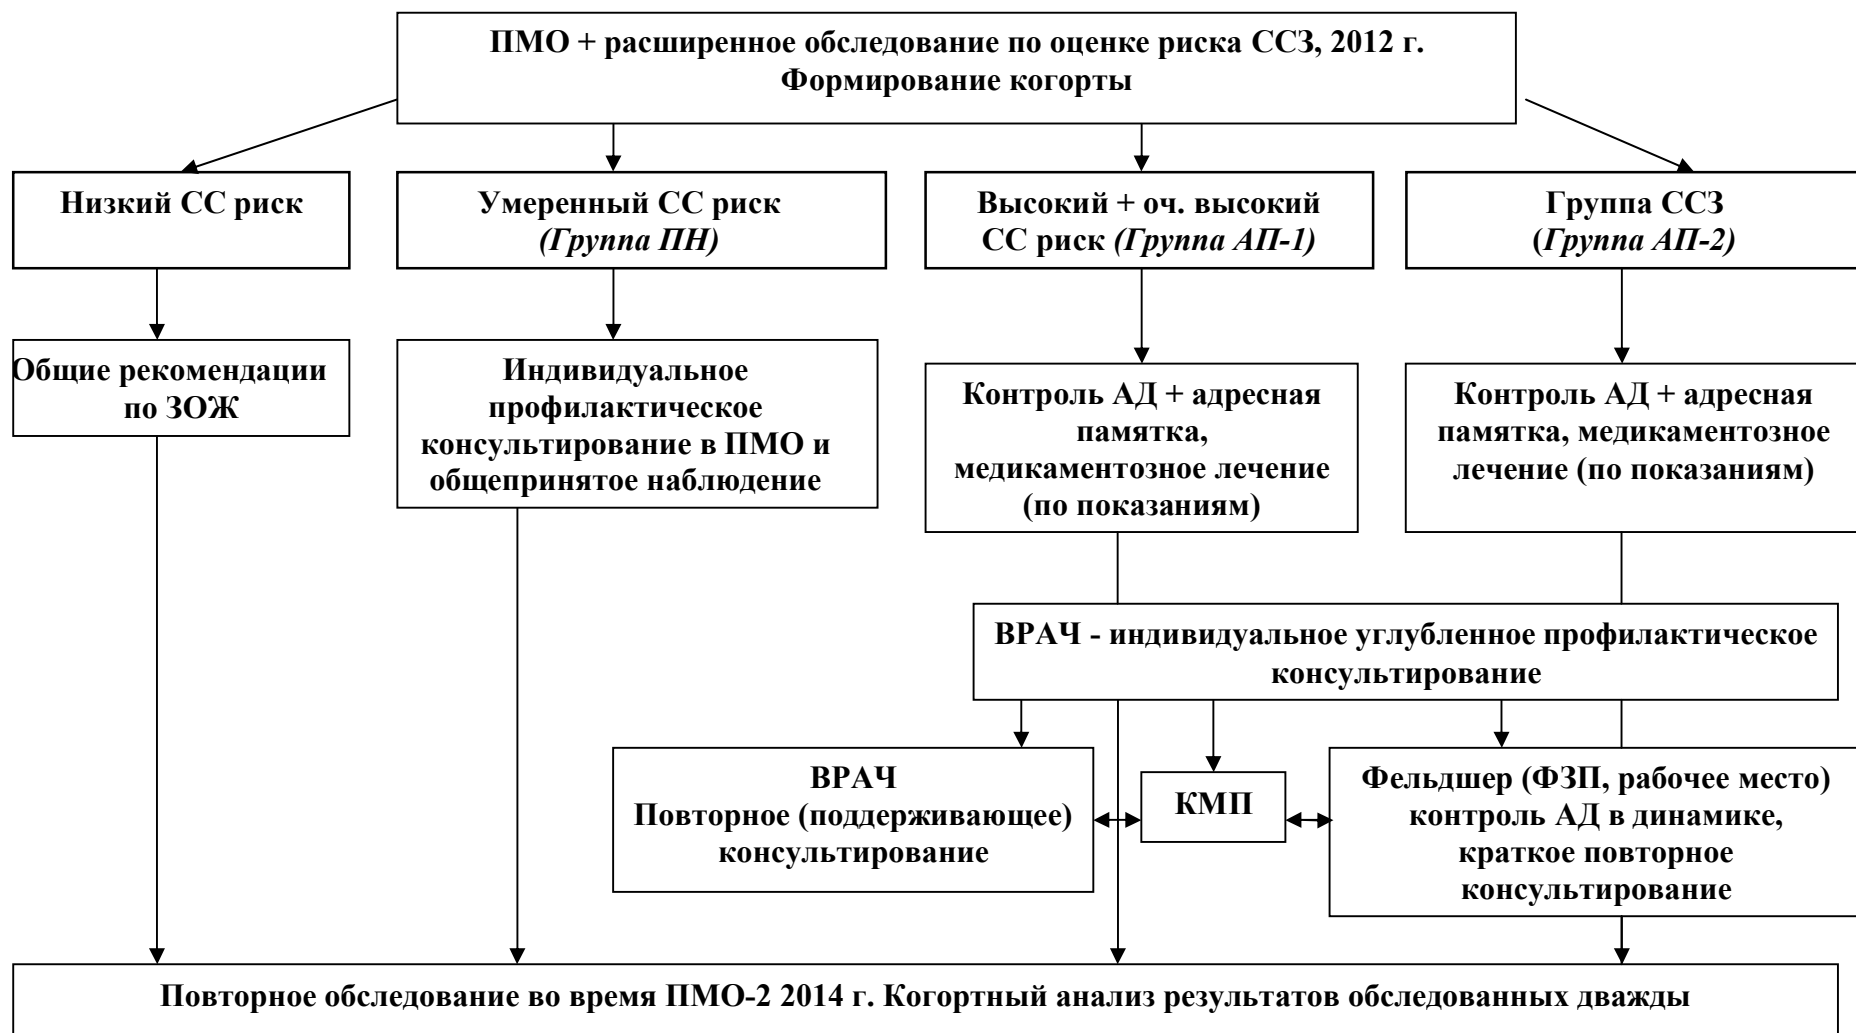 ПМО + расширенное обследование по оценке риска ССЗ, 2012 г.
Формирование когорты
Низкий СС риск
Умеренный СС риск
(Группа ПН)
Высокий + оч. высокий
СС риск (Группа АП-1)
Группа ССЗ
(Группа АП-2)
Общие рекомендации
по ЗОЖ
Индивидуальное
профилактическое
консультирование в ПМО и
общепринятое наблюдение
Контроль АД + адресная
памятка,
медикаментозное лечение
(по показаниям)
Контроль АД + адресная
памятка, медикаментозное
лечение (по показаниям)
ВРАЧ - индивидуальное углубленное профилактическое
консультирование
ВРАЧ
Повторное (поддерживающее)
консультирование
КМП
Фельдшер (ФЗП, рабочее место)
контроль АД в динамике,
краткое повторное
консультирование
Повторное обследование во время ПМО-2 2014 г. Когортный анализ результатов обследованных дважды